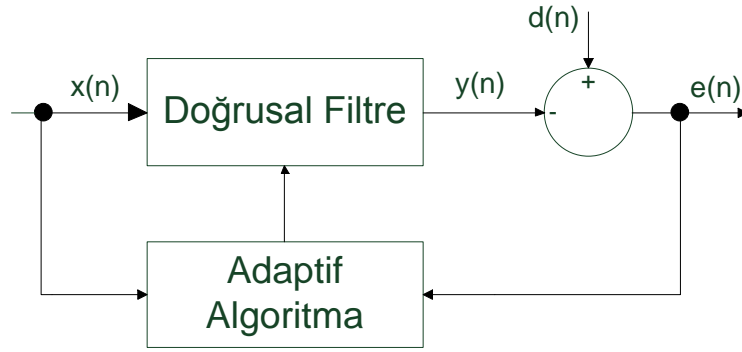 d(n)
x(n)
Doğrusal Filtre
y(n)
+
-
e(n)
Adaptif
Algoritma